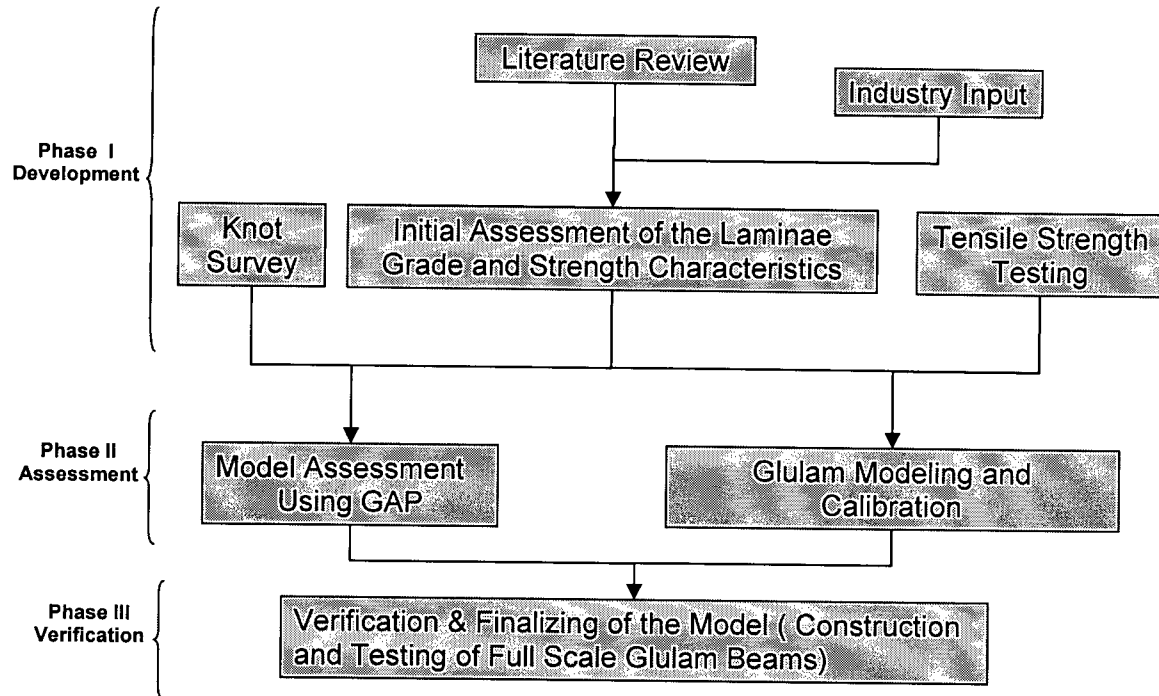 Literature Review
Industry Input
Phase I
Development
Knot
Survey
Initial Assessment of the Laminae
Grade and Strength Characteristics
Tensile Strength
Testing
Phase II
Assessment
Model Assessment
Using GAP
Glulam Modeling and
Calibration
Phase III
Verification
Verification & Finalizing of the Model ( Construction
and Testing of Full Scale Glulam Beams)